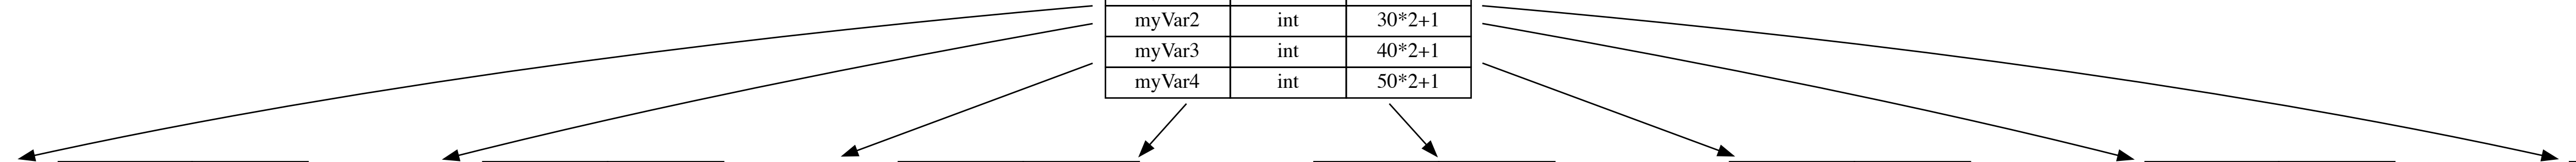 myVar2 int 30*2+1
myVar3 int 40*2+1
myVar4 int 50*2+1